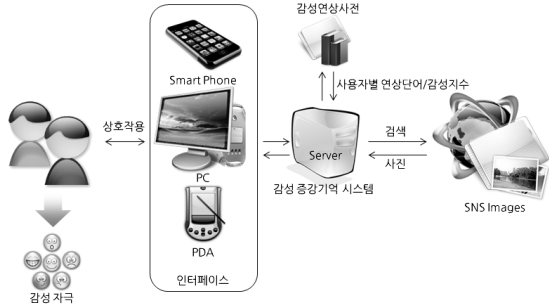 감성연상사전
Smart Phone
사용자별 연상단어/감성지수
상호작용
검색
Server
사진
PC
감성 증강기억 시스템
SNS Images
PDA
인터페이스
감성 자극